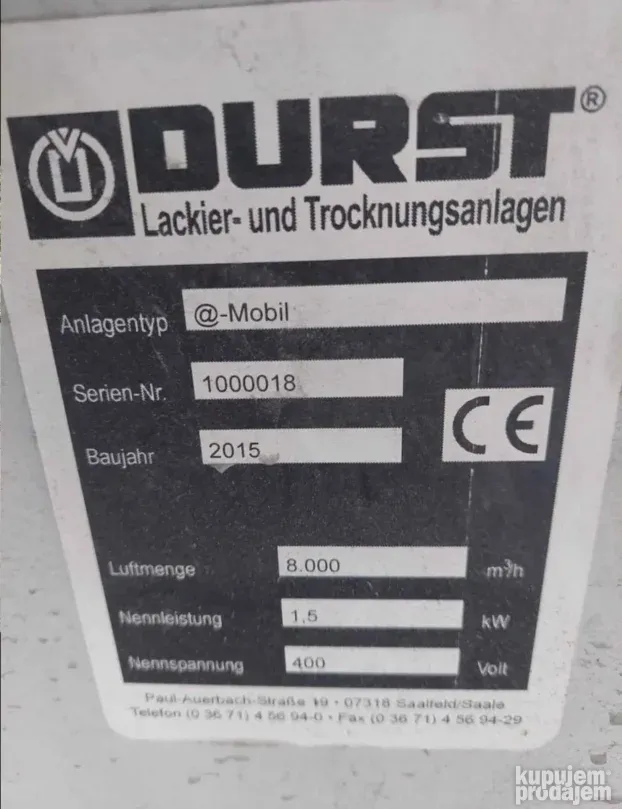 DURST®
Lackier- und Trocknungsanlagen
Anlagentyp @-Mobil
Serien-Nr. 1000018
Baujahr 2015
CE
Luftmenge 8.000 m³/h
Nennleistung 1,5 kW
Nennspannung 400 Volt
Paul-Auerbach-Straße 19 · 07318 Saalfeld/Saale
Telefon (0 36 71) 4 56 94-0 · Fax (0 36 71) 4 56 94-29
kupujem
prodajem